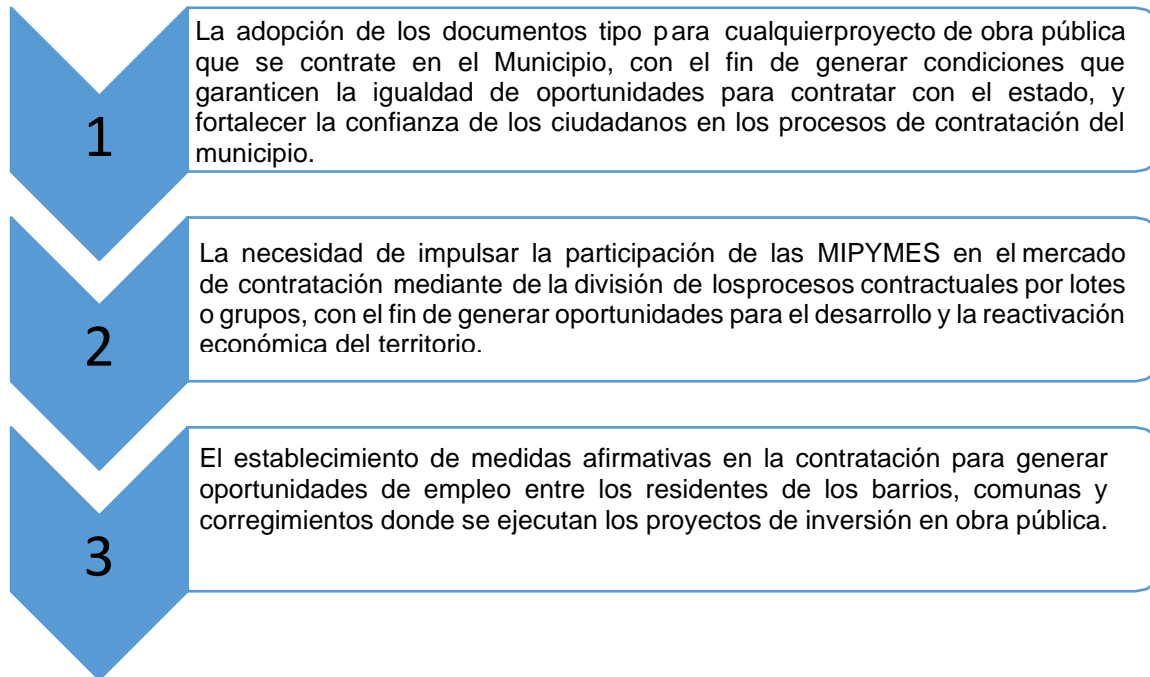 1
La adopción de los documentos tipo para cualquierproyecto de obra pública
que se contrate en el Municipio, con el fin de generar condiciones que
garanticen la igualdad de oportunidades para contratar con el estado, y
fortalecer la confianza de los ciudadanos en los procesos de contratación del
municipio.
2
La necesidad de impulsar la participación de las MIPYMES en el mercado
de contratación mediante de la división de losprocesos contractuales por lotes
o grupos, con el fin de generar oportunidades para el desarrollo y la reactivación
económica del territorio.
3
El establecimiento de medidas afirmativas en la contratación para generar
oportunidades de empleo entre los residentes de los barrios, comunas y
corregimientos donde se ejecutan los proyectos de inversión en obra pública.